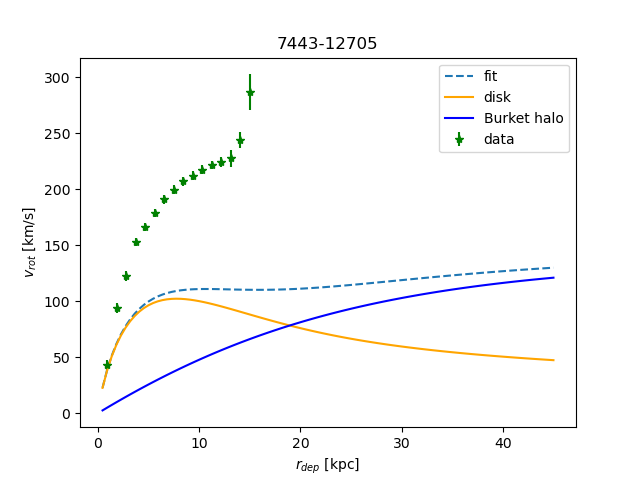 7443-12705
300
250
200
150
100
50
0
v_rot [km/s]
fit
disk
Burket halo
data
0 10 20 30 40
r_dep [kpc]